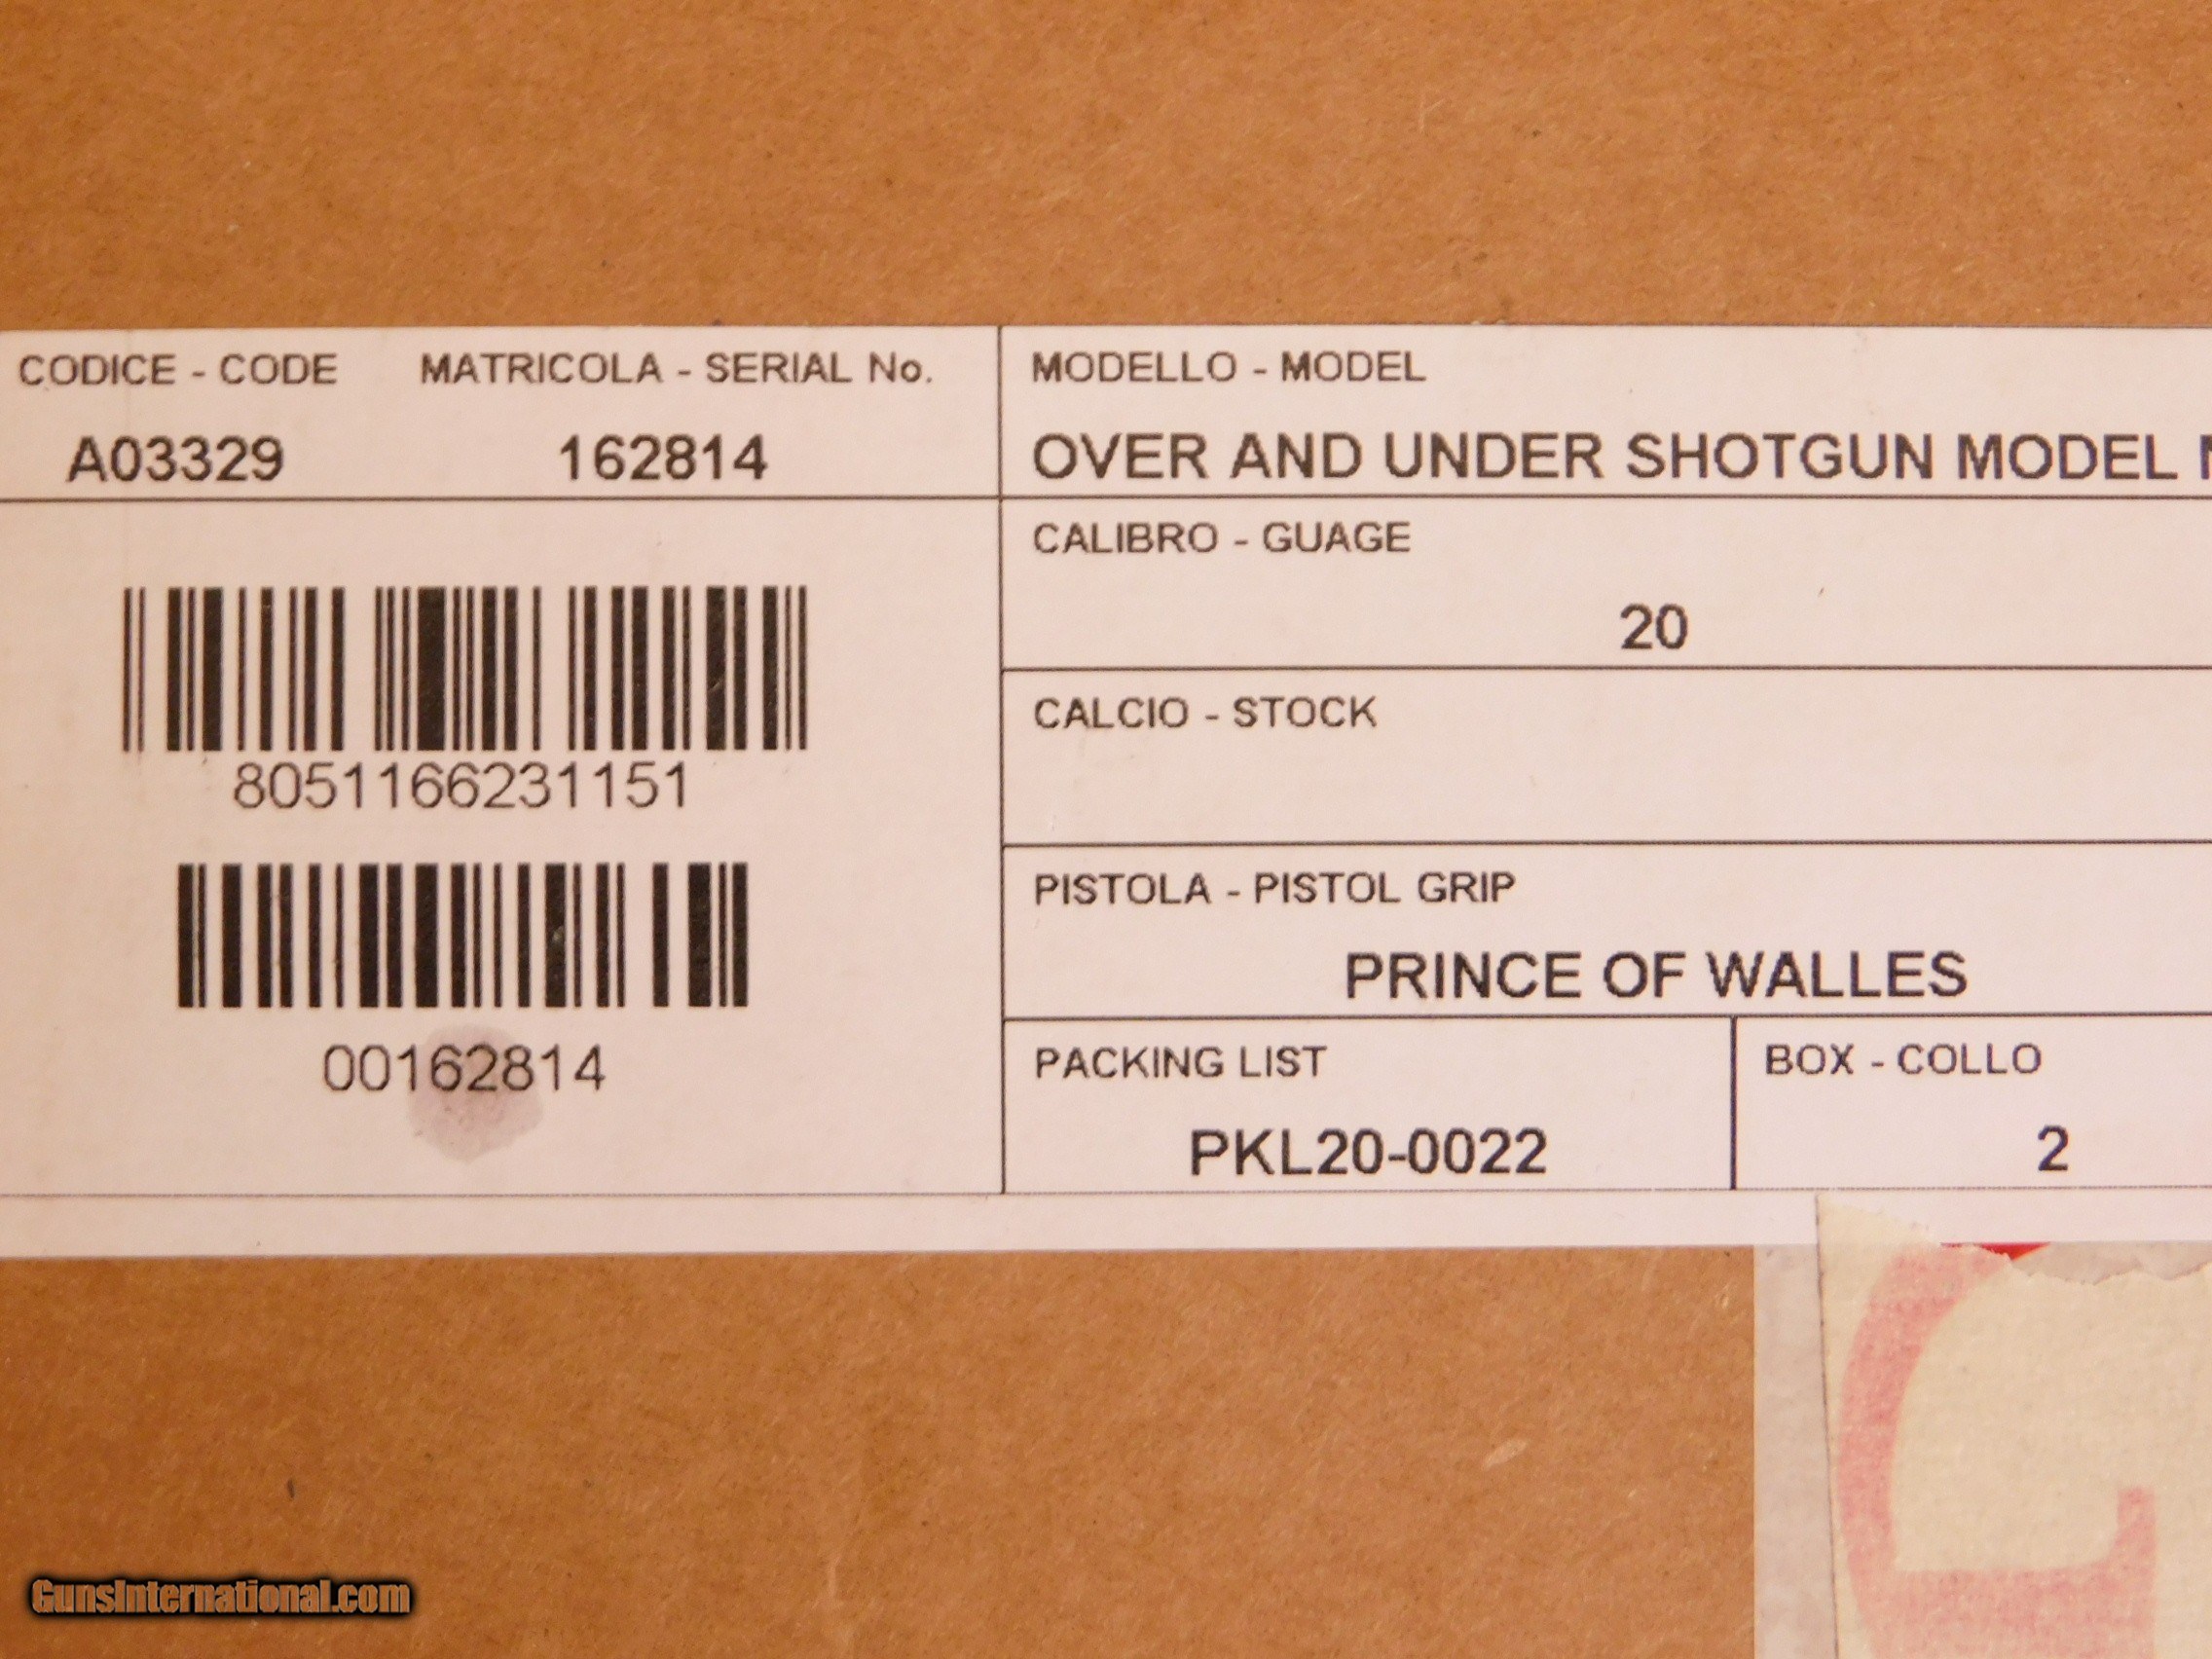 CODICE - CODE MATRICOLA - SERIAL No.
A03329 162814
8051166231151
00162814
MODELLO - MODEL
OVER AND UNDER SHOTGUN MODEL
CALIBRO - GUAGE
20
CALCIO - STOCK
PISTOLA - PISTOL GRIP
PRINCE OF WALLES
PACKING LIST
PKL20-0022
BOX - COLLO
2
GunsInternational.com